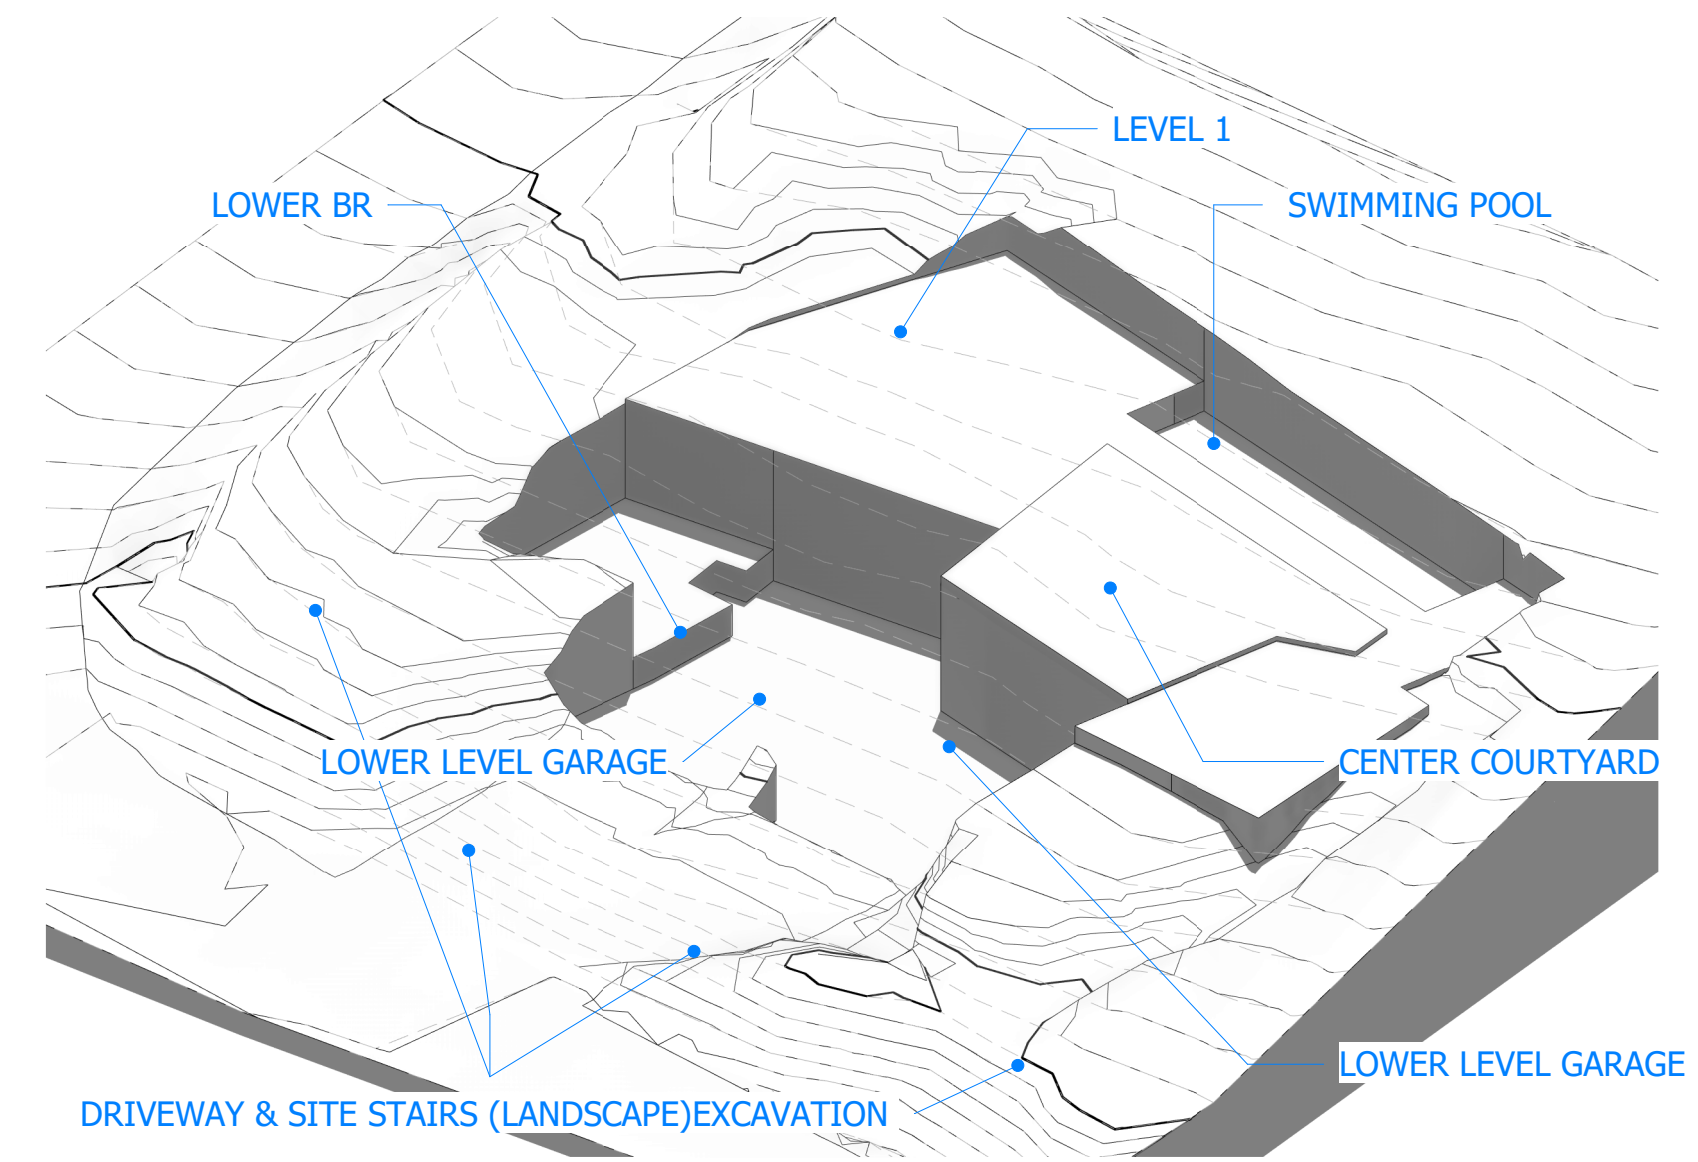 LEVEL 1
LOWER BR
SWIMMING POOL
LOWER LEVEL GARAGE
CENTER COURTYARD
LOWER LEVEL GARAGE
DRIVEWAY & SITE STAIRS (LANDSCAPE)EXCAVATION